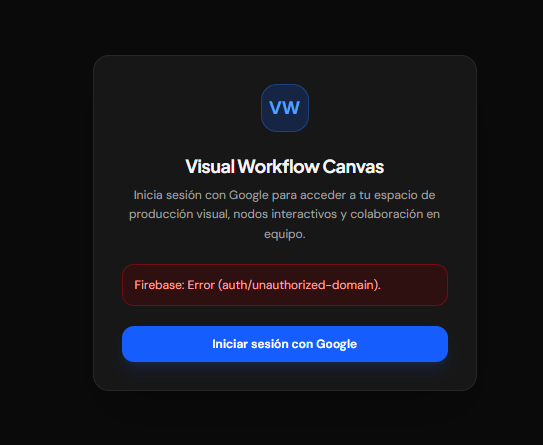 VW
Visual Workflow Canvas
Inicia sesión con Google para acceder a tu espacio de
producción visual, nodos interactivos y colaboración en
equipo.
Firebase: Error (auth/unauthorized-domain).
Iniciar sesión con Google